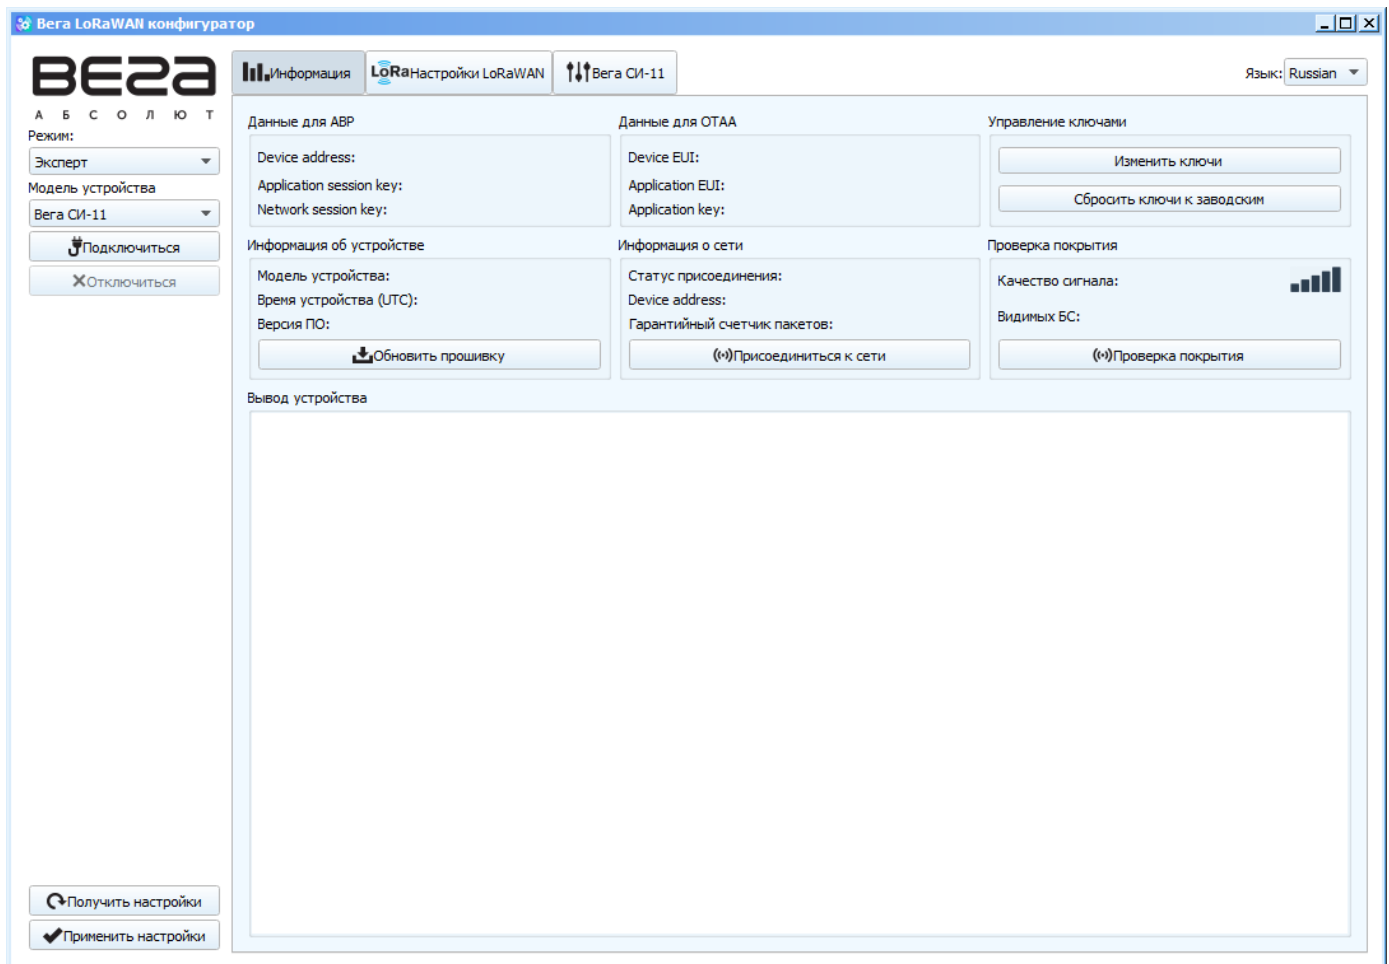 Вега LoRaWAN конфигуратор
ВЕГА
АБСОЛЮТ
Режим:
Эксперт
Модель устройства
Вега СИ-11
Подключиться
Отключиться
Получить настройки
Применить настройки
Информация
LoRa Настройки LoRaWAN
Вега СИ-11
Язык: Russian
Данные для ABP
Device address:
Application session key:
Network session key:
Данные для OTAA
Device EUI:
Application EUI:
Application key:
Управление ключами
Изменить ключи
Сбросить ключи к заводским
Информация об устройстве
Модель устройства:
Время устройства (UTC):
Версия ПО:
Обновить прошивку
Информация о сети
Статус присоединения:
Device address:
Гарантийный счетчик пакетов:
Присоединиться к сети
Проверка покрытия
Качество сигнала:
Видимых БС:
Проверка покрытия
Вывод устройства